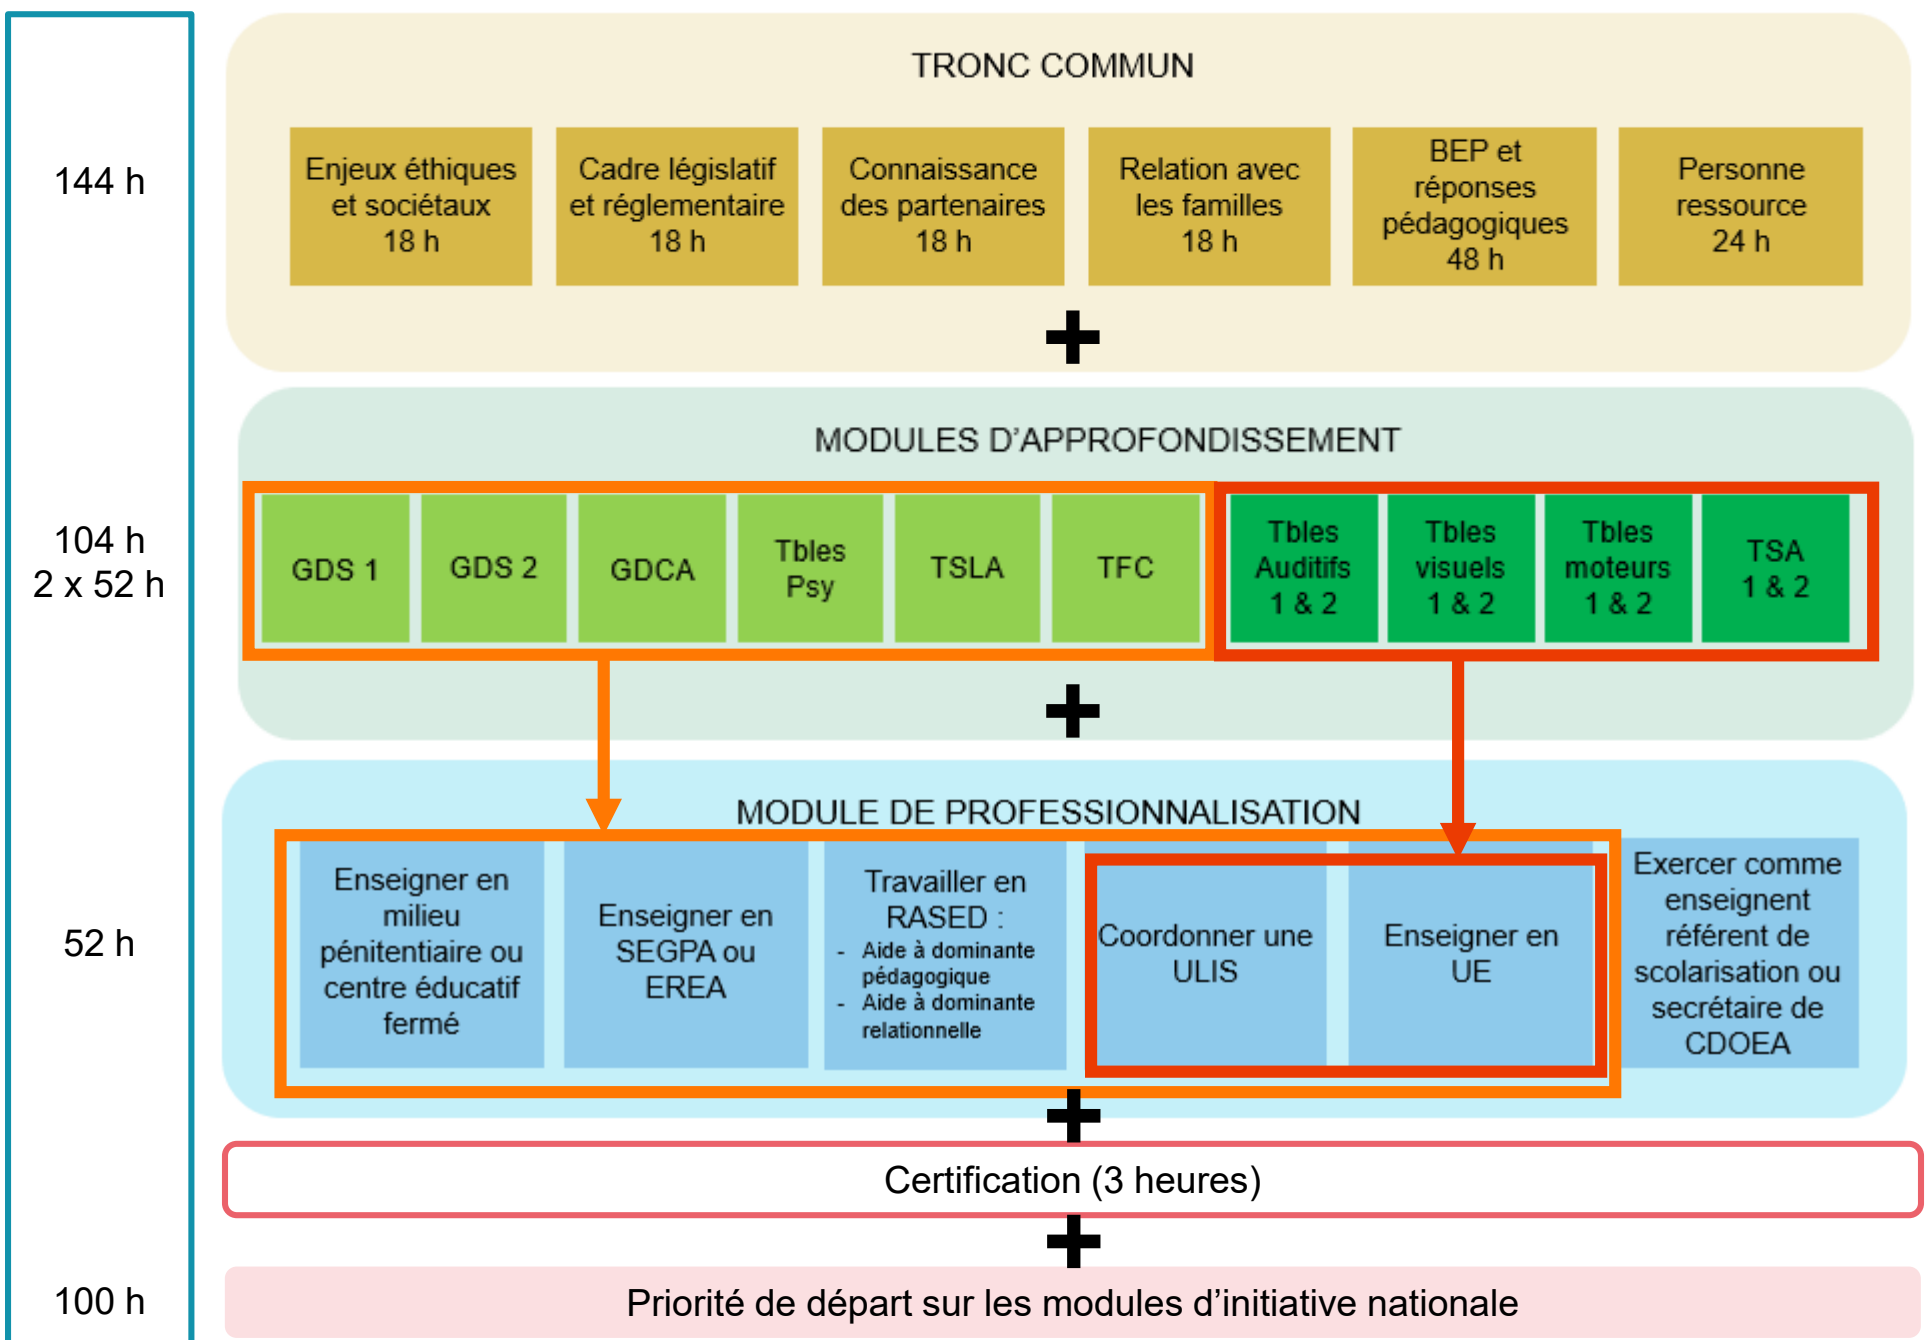 TRONC COMMUN
144 h
Enjeux éthiques
et sociétaux
18 h
Cadre législatif
et réglementaire
18 h
Connaissance
des partenaires
18 h
Relation avec
les familles
18 h
BEP et
réponses
pédagogiques
48 h
Personne
ressource
24 h
+
MODULES D’APPROFONDISSEMENT
104 h
2 x 52 h
GDS 1
GDS 2
GDCA
Tbles
Psy
TSLA
TFC
Tbles
Auditifs
1 & 2
Tbles
visuels
1 & 2
Tbles
moteurs
1 & 2
TSA
1 & 2
+
MODULE DE PROFESSIONNALISATION
52 h
Enseigner en
milieu
pénitentiaire ou
centre éducatif
fermé
Enseigner en
SEGPA ou
EREA
Travailler en
RASED :
- Aide à dominante
pédagogique
- Aide à dominante
relationnelle
Coordonner une
ULIS
Enseigner en
UE
Exercer comme
enseignent
référent de
scolarisation ou
secrétaire de
CDOEA
+
Certification (3 heures)
+
100 h
Priorité de départ sur les modules d’initiative nationale